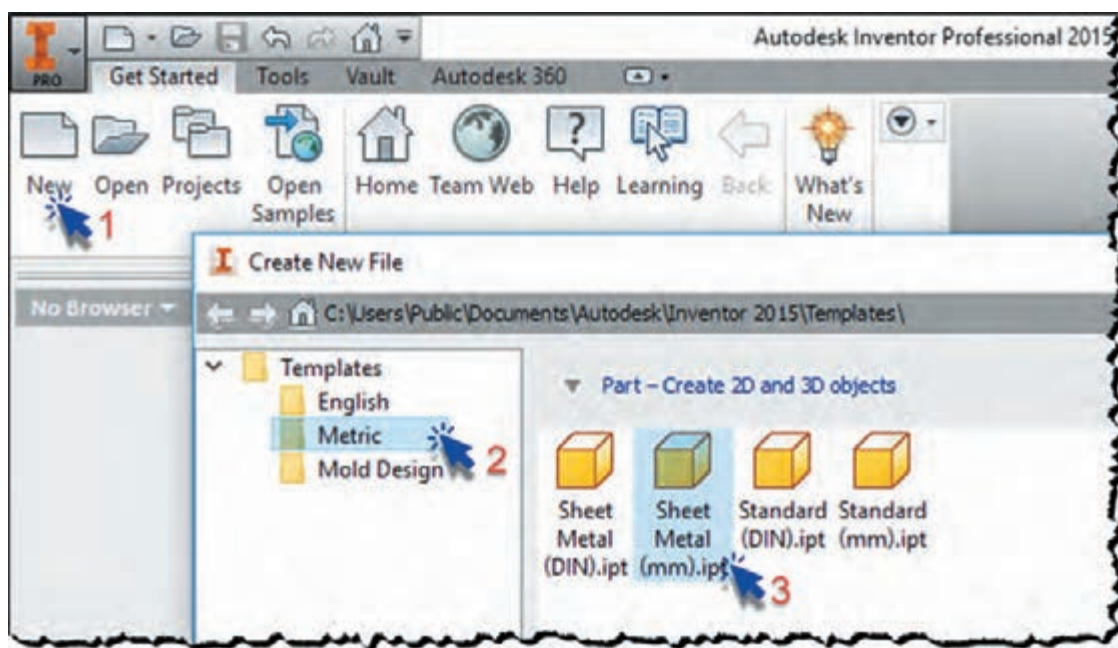 Autodesk Inventor Professional 2015
PRO
Get Started Tools Vault Autodesk 360
New Open Projects Open Samples Home Team Web Help Learning Back What's New
1
Create New File
No Browser
C:\Users\Public\Documents\Autodesk\Inventor 2015\Templates\
Templates
English
Metric
Mold Design
2
Part – Create 2D and 3D objects
Sheet Metal (DIN).ipt
Sheet Metal (mm).ipt
Standard (DIN).ipt
Standard (mm).ipt
3